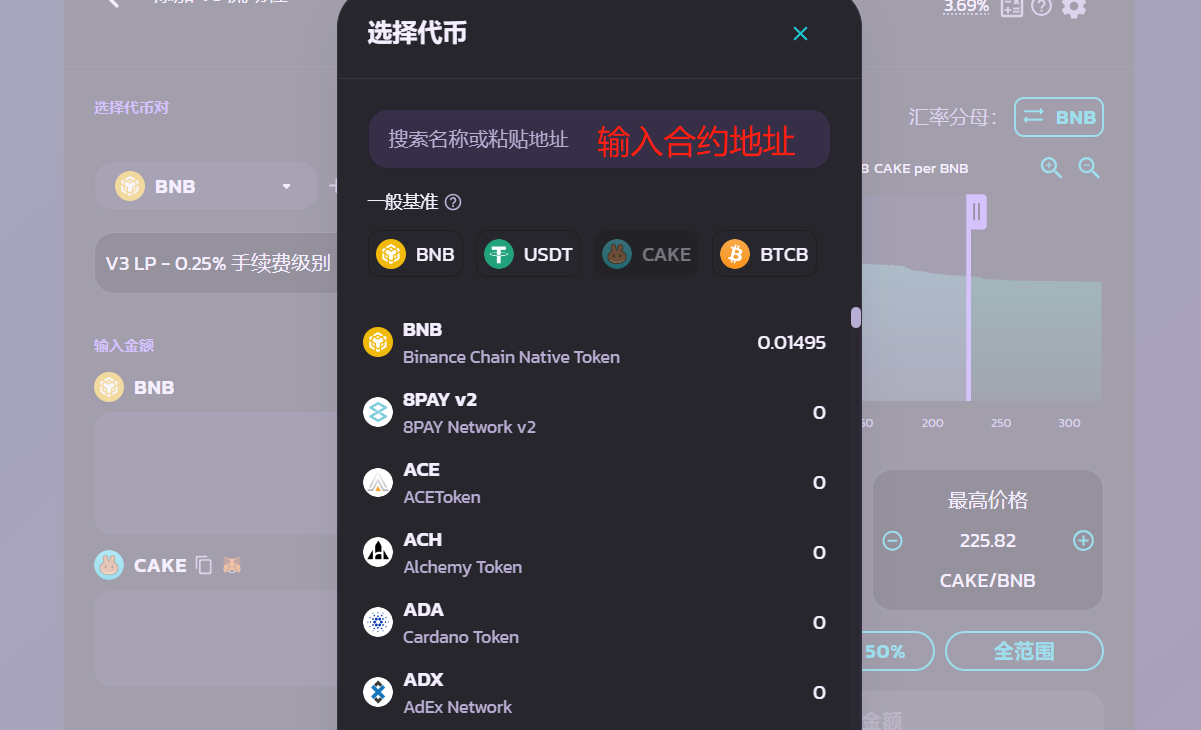 3.69%
选择代币
选择代币对
汇率分母:
BNB
搜索名称或粘贴地址
输入合约地址
CAKE per BNB
BNB
一般基准
V3 LP - 0.25% 手续费级别
BNB
USDT
CAKE
BTCB
输入金额
BNB
BNB
0.01495
Binance Chain Native Token
8PAY v2
0
8PAY Network v2
200
250
300
ACE
0
ACEToken
最高价格
225.82
CAKE/BNB
ACH
0
Alchemy Token
CAKE
ADA
0
Cardano Token
50%
全范围
ADX
0
AdEx Network
金额